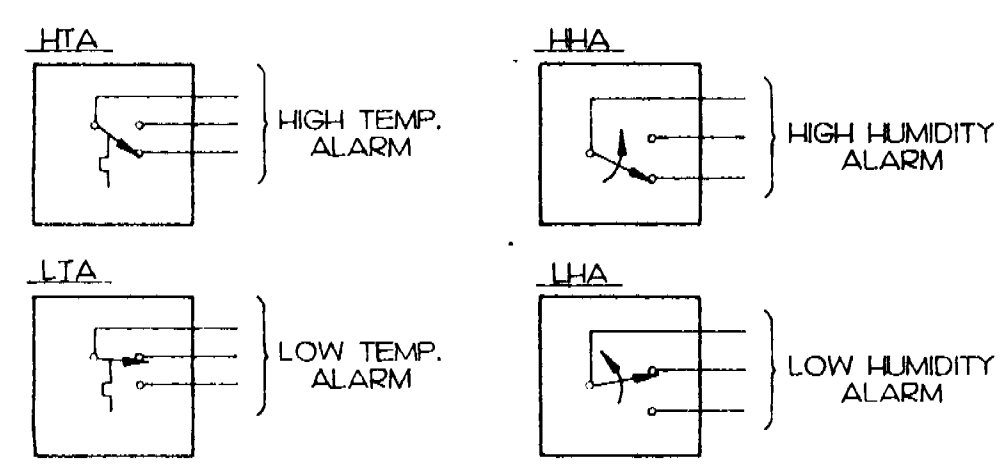 HTA
HIGH TEMP.
ALARM
HHA
HIGH HUMIDITY
ALARM
LTA
LOW TEMP.
ALARM
LHA
LOW HUMIDITY
ALARM